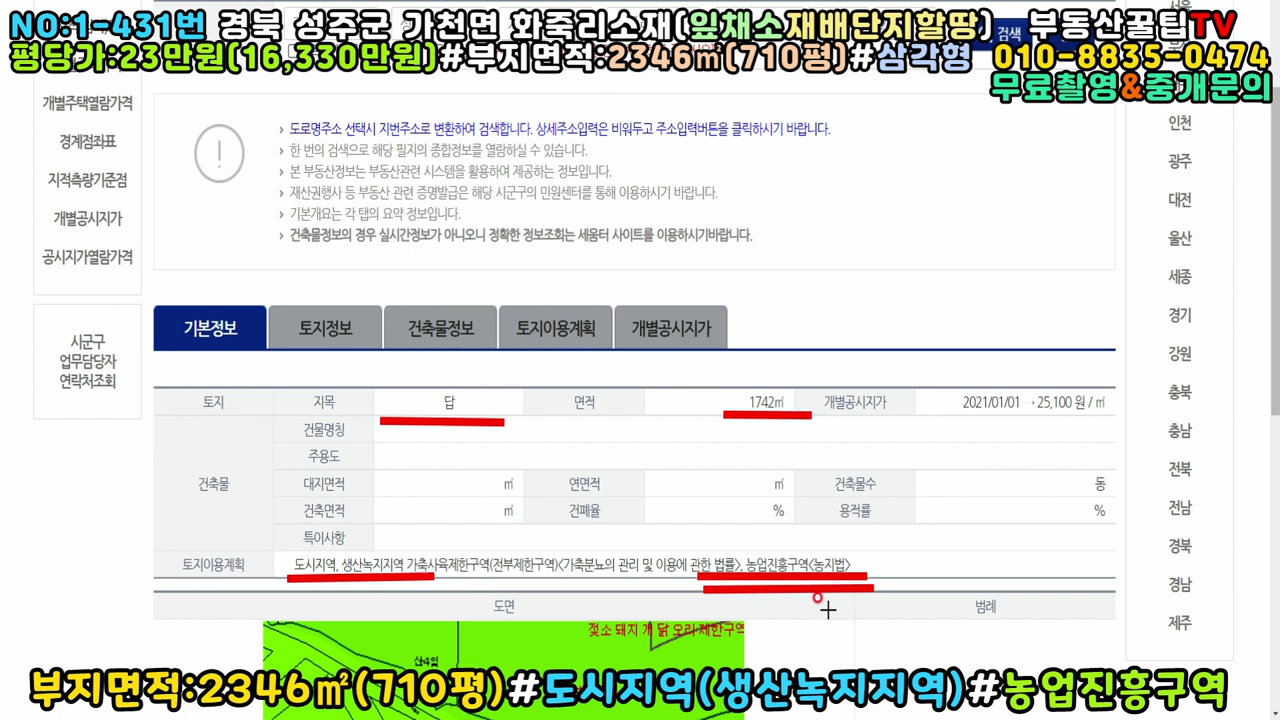 NO:1-431번 경북 성주군 가천면 화죽리소재(잎채소재배단지할땅) 부동산꿀팁TV
평당가:23만원(16,330만원)#부지면적:2346㎡(710평)#삼각형 010-8835-0474
무료촬영&중개문의
검색
개별주택열람가격
경계점좌표
지적측량기준점
개별공시지가
공시지가열람가격
시군구
업무담당자
연락처조회
› 도로명주소 선택시 지번주소로 변환하여 검색합니다. 상세주소입력은 비워두고 주소입력버튼을 클릭하시기 바랍니다.
› 한 번의 검색으로 해당 필지의 종합정보를 열람하실 수 있습니다.
› 본 부동산정보는 부동산관련 시스템을 활용하여 제공하는 정보입니다.
› 재산권행사 등 부동산 관련 증명발급은 해당 시군구의 민원센터를 통해 이용하시기 바랍니다.
› 기본개요는 각 탭의 요약 정보입니다.
› 건축물정보의 경우 실시간정보가 아니오니 정확한 정보조회는 세움터 사이트를 이용하시기바랍니다.
기본정보 토지정보 건축물정보 토지이용계획 개별공시지가
토지 지목 답 면적 1742㎡ 개별공시지가 2021/01/01 → 25,100 원 / ㎡
건축물 건물명칭
주용도
대지면적 ㎡ 연면적 ㎡ 건축물수 동
건축면적 ㎡ 건폐율 % 용적률 %
특이사항
토지이용계획 도시지역, 생산녹지지역 가축사육제한구역(전부제한구역)<가축분뇨의 관리 및 이용에 관한 법률>, 농업진흥구역<농지법>
도면 범례
젖소 돼지 개 닭 오리 제한구역
산4임
인천
광주
대전
울산
세종
경기
강원
충북
충남
전북
전남
경북
경남
제주
부지면적:2346㎡(710평)#도시지역(생산녹지지역)#농업진흥구역